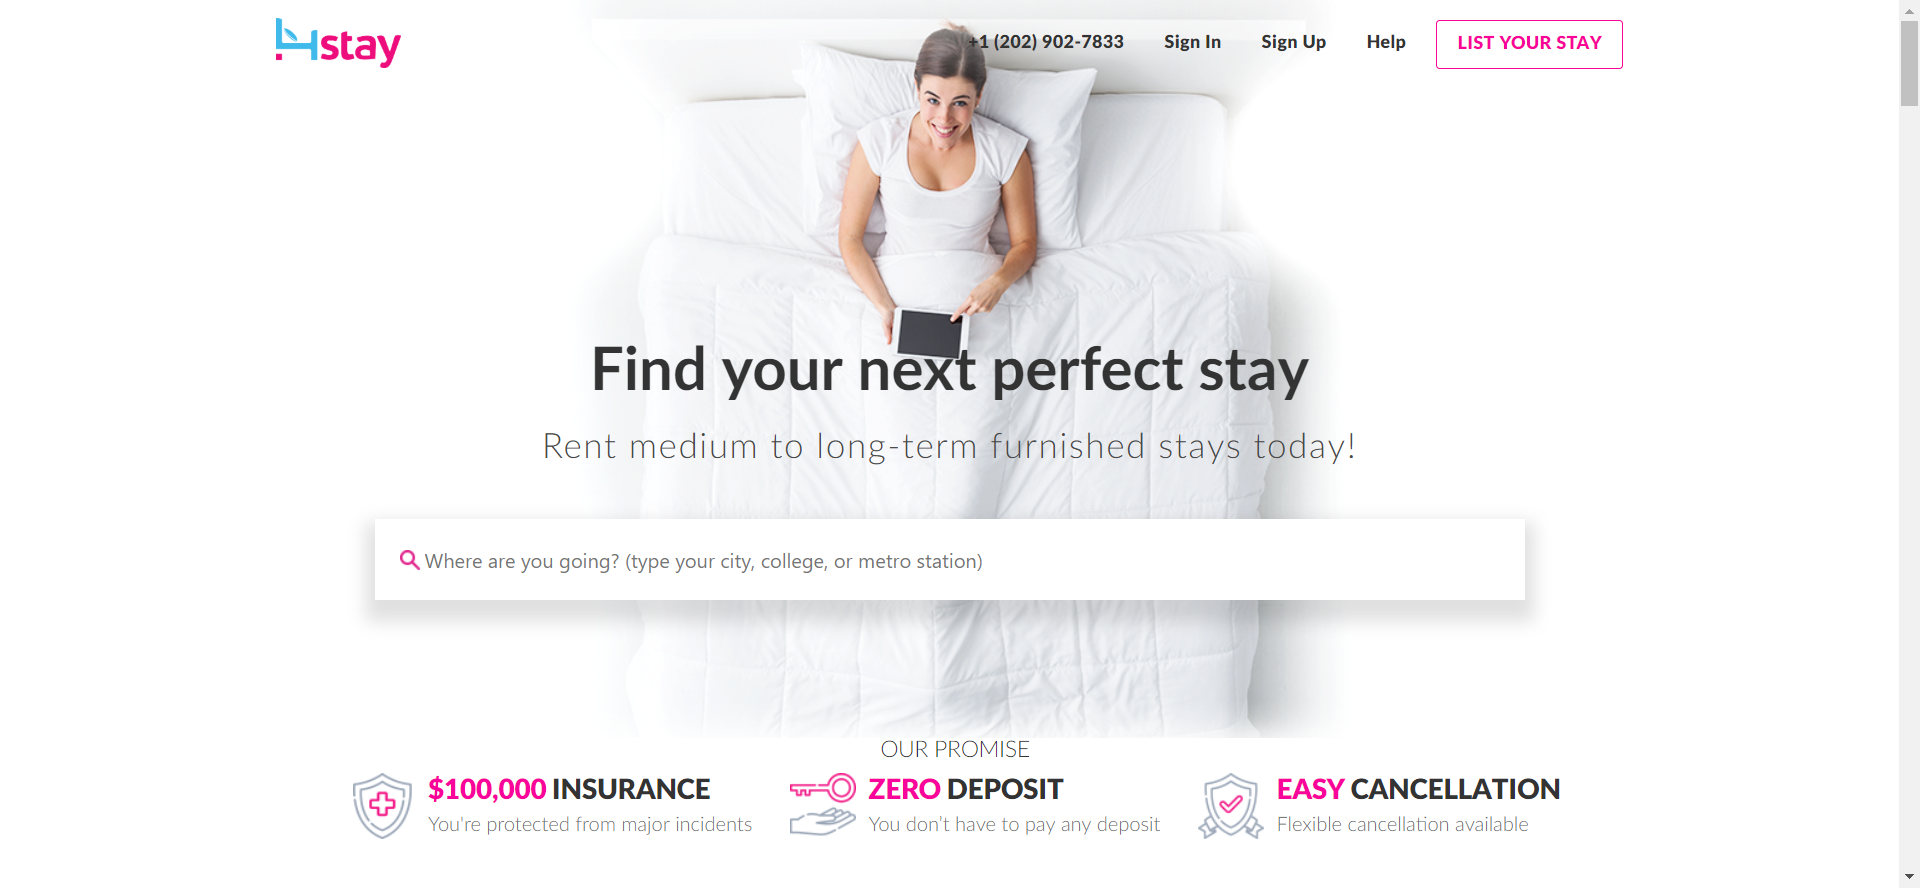 4stay
+1 (202) 902-7833
Sign In
Sign Up
Help
LIST YOUR STAY
Find your next perfect stay
Rent medium to long-term furnished stays today!
Where are you going? (type your city, college, or metro station)
OUR PROMISE
$100,000 INSURANCE
You're protected from major incidents
ZERO DEPOSIT
You don’t have to pay any deposit
EASY CANCELLATION
Flexible cancellation available